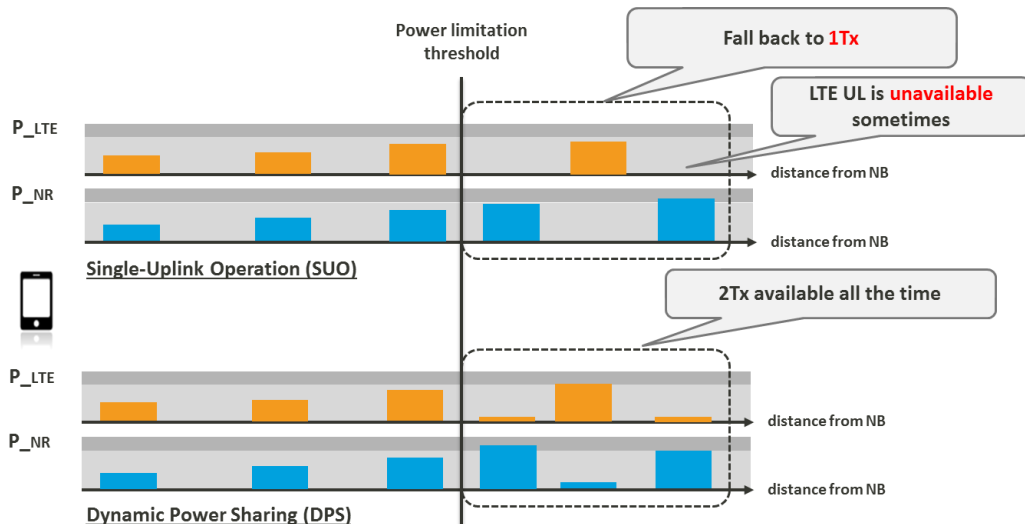 Power limitation
threshold
Fall back to 1Tx
LTE UL is unavailable
sometimes
P_LTE
distance from NB
P_NR
distance from NB
Single-Uplink Operation (SUO)
2Tx available all the time
P_LTE
distance from NB
P_NR
distance from NB
Dynamic Power Sharing (DPS)